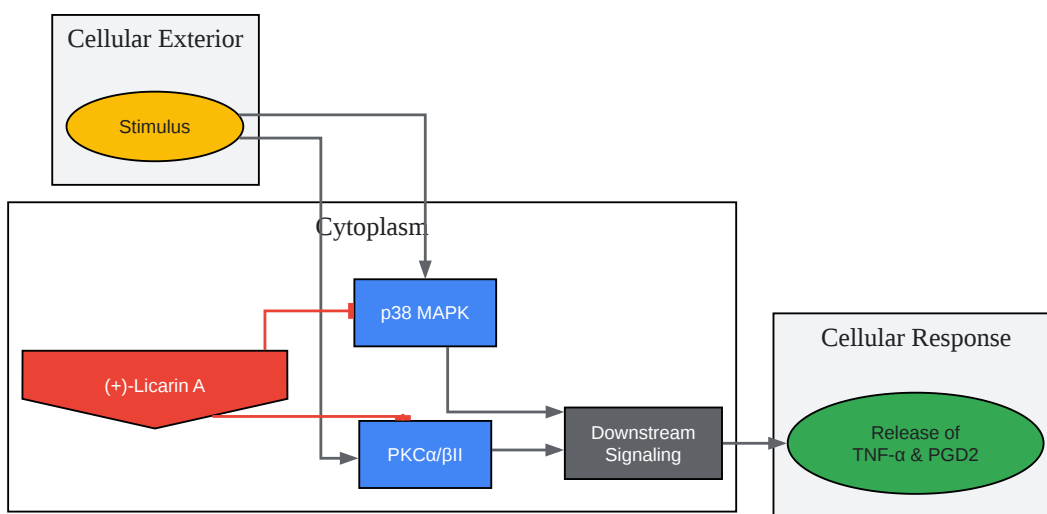 Cellular Exterior
Stimulus
Cytoplasm
p38 MAPK
(+)-Licarin A
PKCα/βII
Downstream
Signaling
Cellular Response
Release of
TNF-α & PGD2